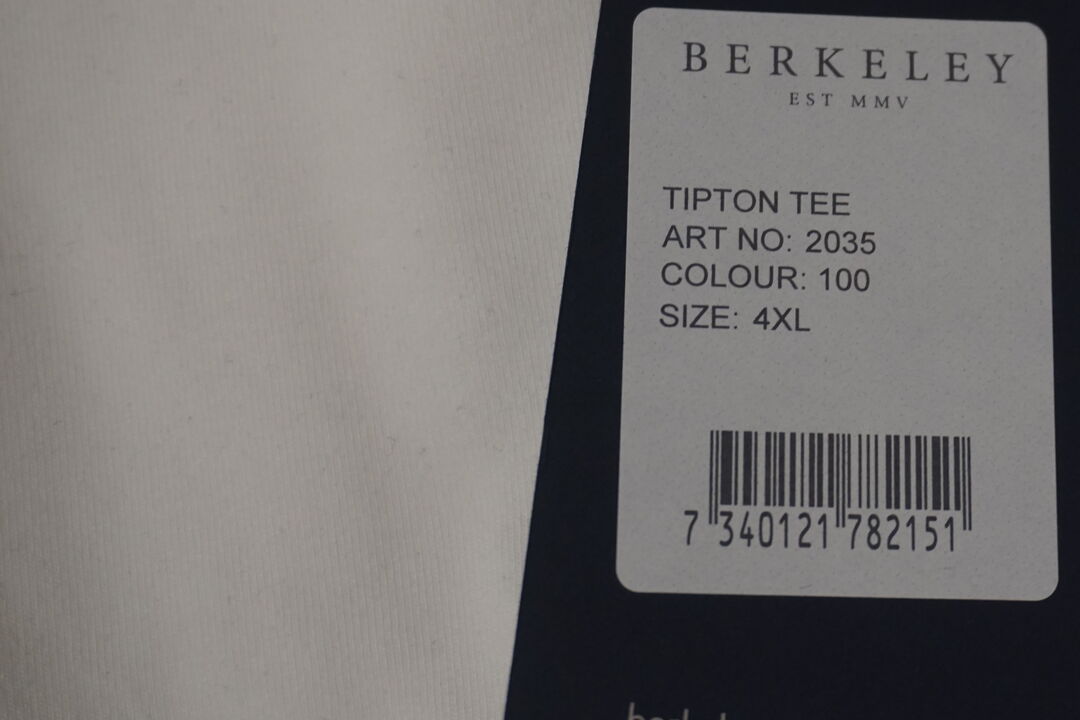 BERKELEY
EST MMV
TIPTON TEE
ART NO: 2035
COLOUR: 100
SIZE: 4XL
7 340121 782151